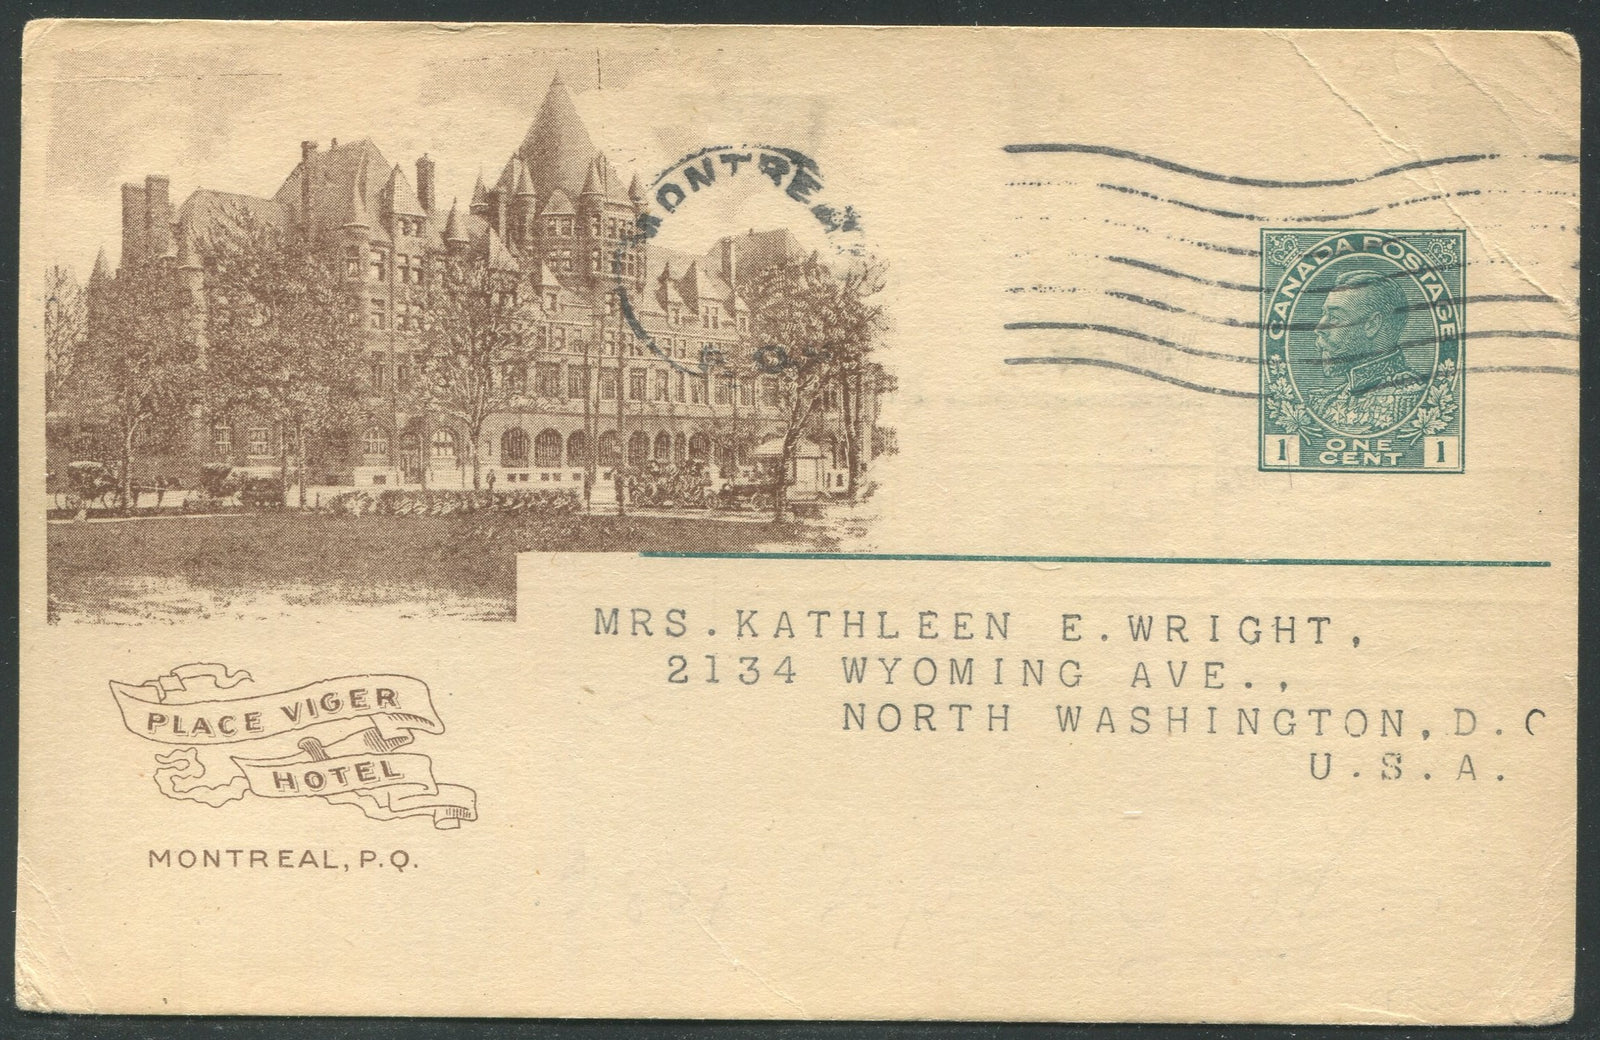 MONTREAL
P.Q.
CANADA POSTAGE
1 ONE CENT 1
MRS.KATHLEEN E.WRIGHT,
2134 WYOMING AVE.,
NORTH WASHINGTON,D.C
U.S.A.
PLACE VIGER
HOTEL
MONTREAL, P.Q.